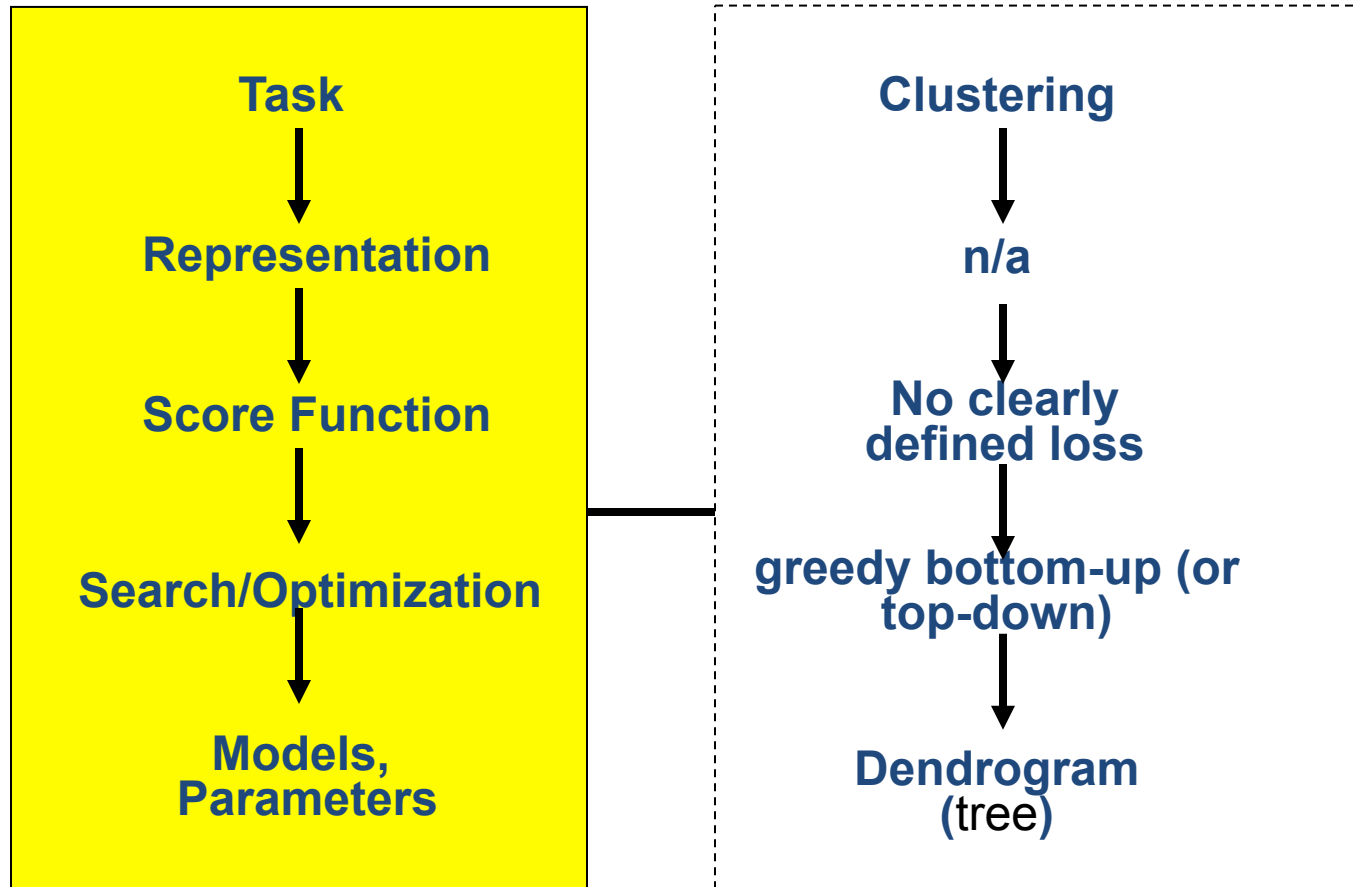 Task
Representation
Score Function
Search/Optimization
Models,
Parameters
Clustering
n/a
No clearly
defined loss
greedy bottom-up (or
top-down)
Dendrogram
(tree)